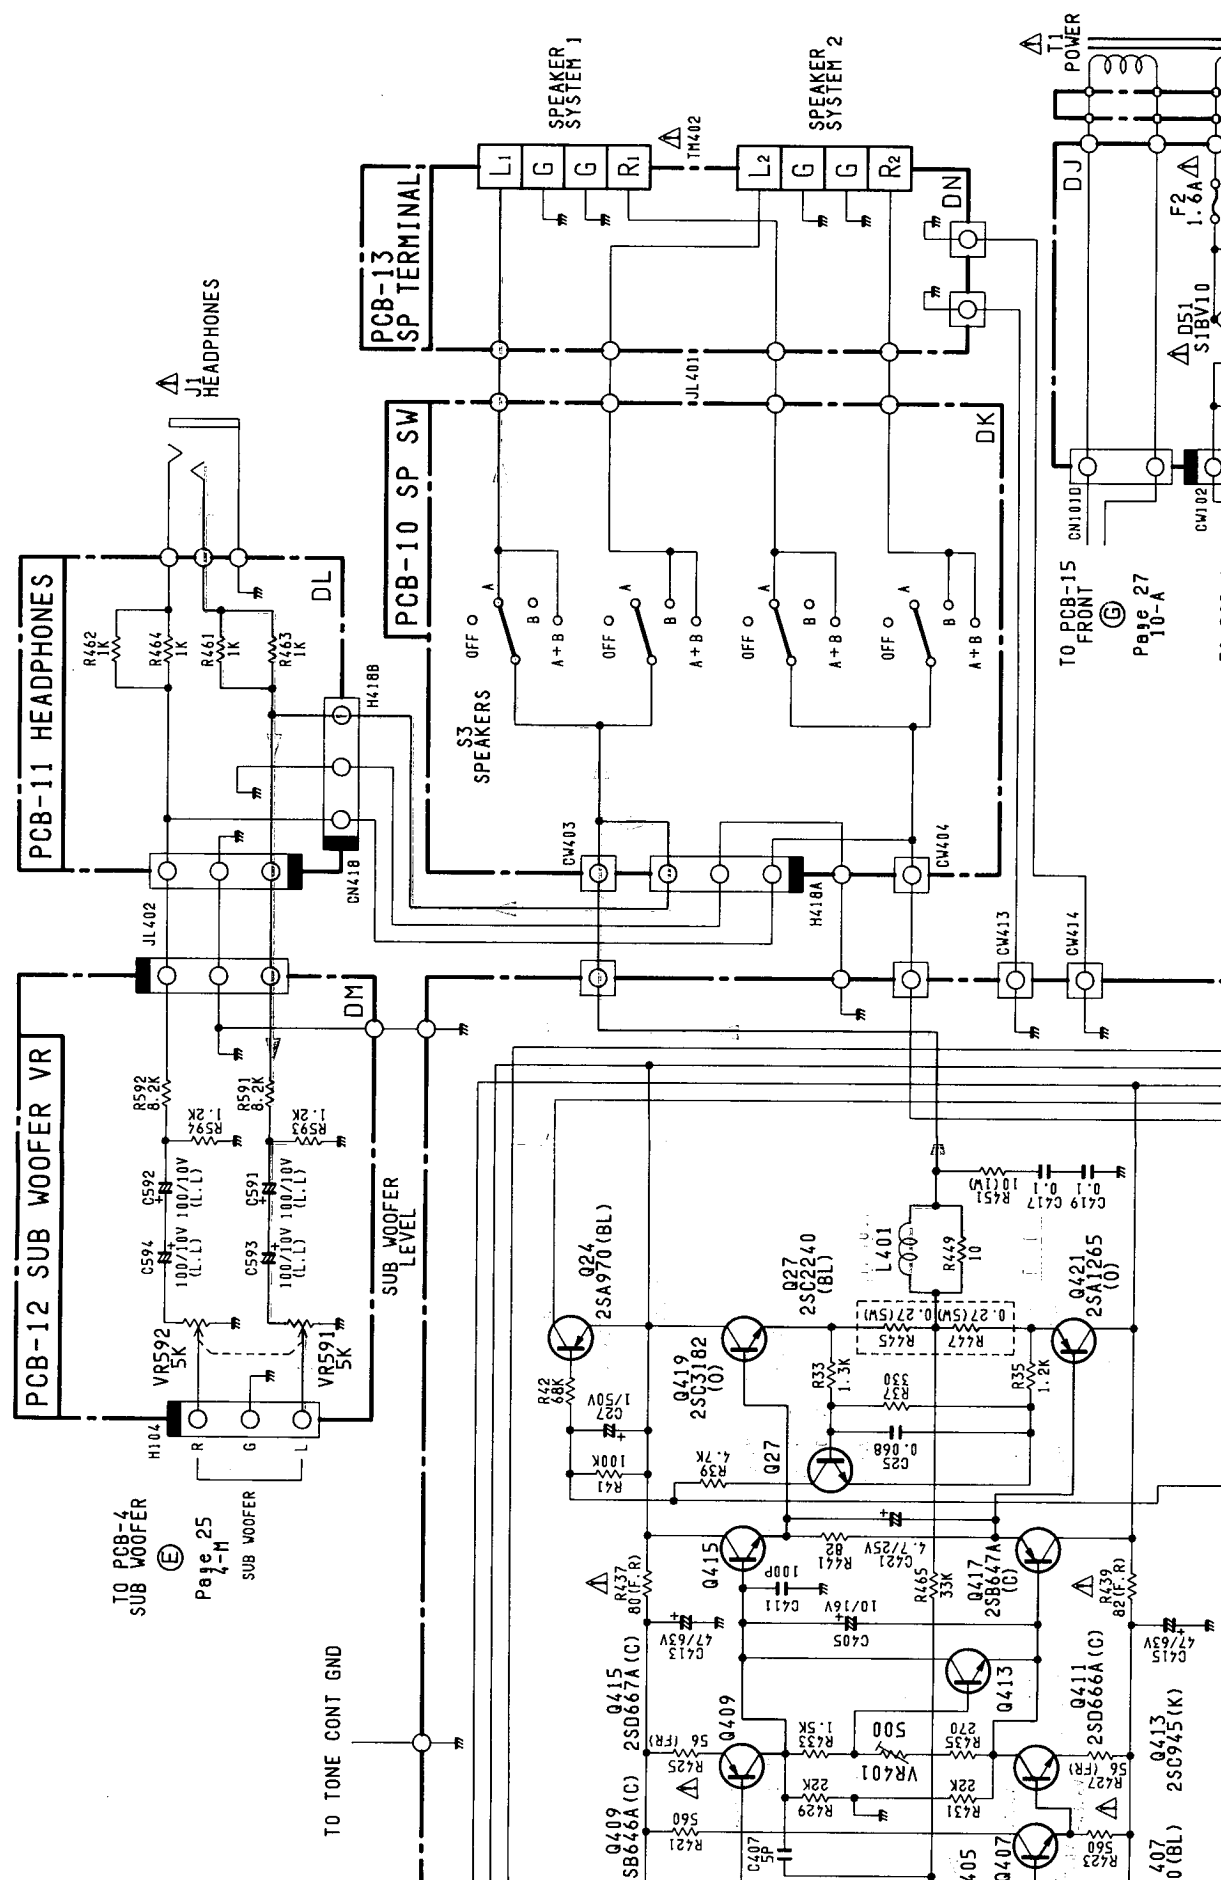 SPEAKER
SYSTEM 1
SPEAKER
SYSTEM 2
T1
POWER
TM402
L1
G
G
R1
L2
G
G
R2
DN
DJ
F2
1.6A
PCB-13
SP TERMINAL
D51
S1BV10
J1
HEADPHONES
JL401
PCB-10 SP SW
DK
CN101D
CW102
TO PCB-15
FRONT
G
Page 27
10-A
PCB-11 HEADPHONES
DL
R462
1K
R464
1K
R461
1K
R463
1K
H418B
CN418
OFF
A
B
A+B
OFF
A
B
A+B
OFF
A
B
A+B
OFF
A
B
A+B
S3
SPEAKERS
CW403
CW404
H418A
CW413
CW414
JL402
DM
PCB-12 SUB WOOFER VR
R592
8.2K
R591
8.2K
R594
1.2K
R593
1.2K
C592
100/10V
(L.L)
C591
100/10V
(L.L)
C594
100/10V
(L.L)
C593
100/10V
(L.L)
SUB WOOFER
LEVEL
VR592
5K
VR591
5K
H104
R
G
L
SUB WOOFER
TO PCB-4
SUB WOOFER
E
Page 25
4-M
TO TONE CONT GND
Q24
2SA970(BL)
Q27
2SC2240
(BL)
Q419
2SC3182
(O)
Q421
2SA1265
(O)
L401
R449
10
R451
10(1W)
C417
0.1
C419
0.1
R445
0.27(5W)
R447
0.27(5W)
R42
68K
C27
1/50V
R41
100K
R39
4.7K
Q27
R33
1.3K
R37
330
R35
1.2K
C25
0.068
Q415
R437
80(F.R)
R441
82
C421
4.7/25V
R465
33K
Q417
2SB647A
(C)
R439
82(F.R)
C411
100P
C405
10/16V
C413
47/63V
C415
47/63V
Q415
2SD667A(C)
Q409
Q413
Q411
2SD666A(C)
Q413
2SC945(K)
R425
56 (FR)
R433
1.5K
VR401
500
R435
270
R427
56 (FR)
Q409
SB646A(C)
R421
560
R429
22K
R431
22K
C407
5P
405
Q407
R423
560
407
0(BL)